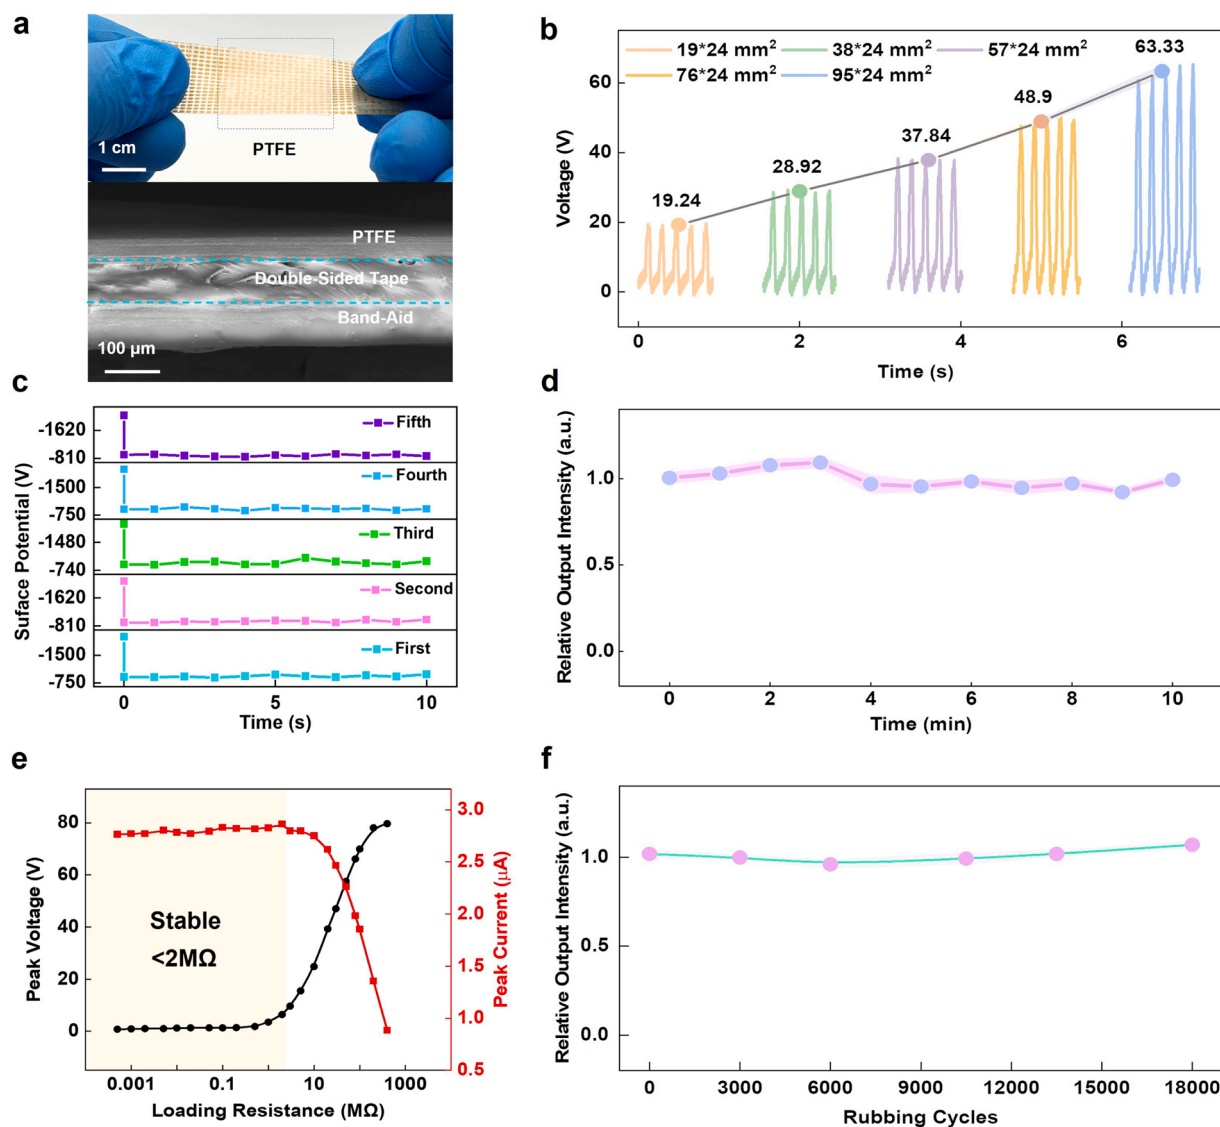 a
1 cm
PTFE
PTFE
Double-Sided Tape
Band-Aid
100 μm
b
19*24 mm²
38*24 mm²
57*24 mm²
76*24 mm²
95*24 mm²
19.24
28.92
37.84
48.9
63.33
60
40
20
0
Voltage (V)
0 2 4 6
Time (s)
c
Suface Potential (V)
-1620
-810
Fifth
-1500
-750
Fourth
-1480
-740
Third
-1620
-810
Second
-1500
-750
First
0 5 10
Time (s)
d
Relative Output Intensity (a.u.)
1.0
0.5
0.0
0 2 4 6 8 10
Time (min)
e
Peak Voltage (V)
80
60
40
20
0
Stable
<2MΩ
3.0
2.5
2.0
1.5
1.0
0.5
Peak Current (μA)
0.001 0.1 10 1000
Loading Resistance (MΩ)
f
Relative Output Intensity (a.u.)
1.0
0.5
0.0
0 3000 6000 9000 12000 15000 18000
Rubbing Cycles